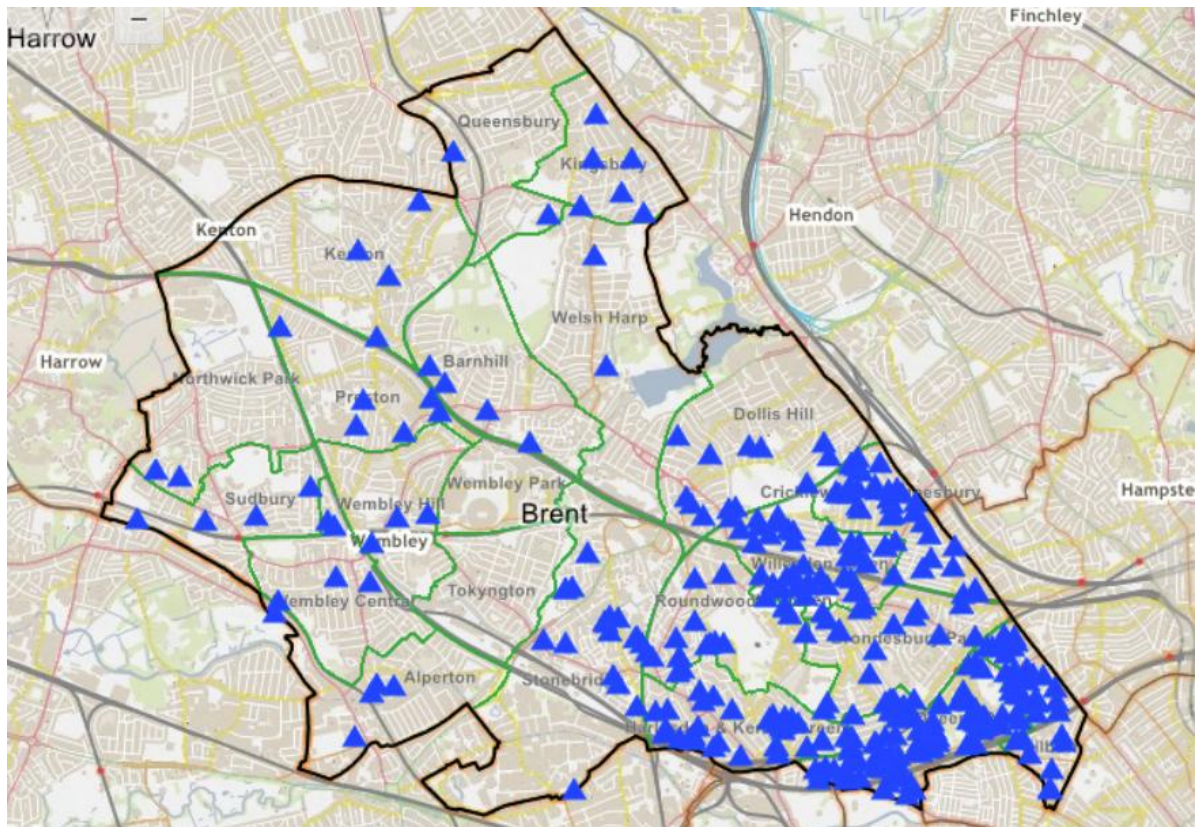 Finchley
Harrow
−
Queensbury
Kingsbury
Hendon
Kenton
Kenton
Welsh Harp
Harrow
Barnhill
Northwick Park
Preston
Dollis Hill
Sudbury
Wembley Park
Hampste
Wembley Hill
Brent
Wembley
Tokyngton
Roundwood
Wembley Central
Alperton